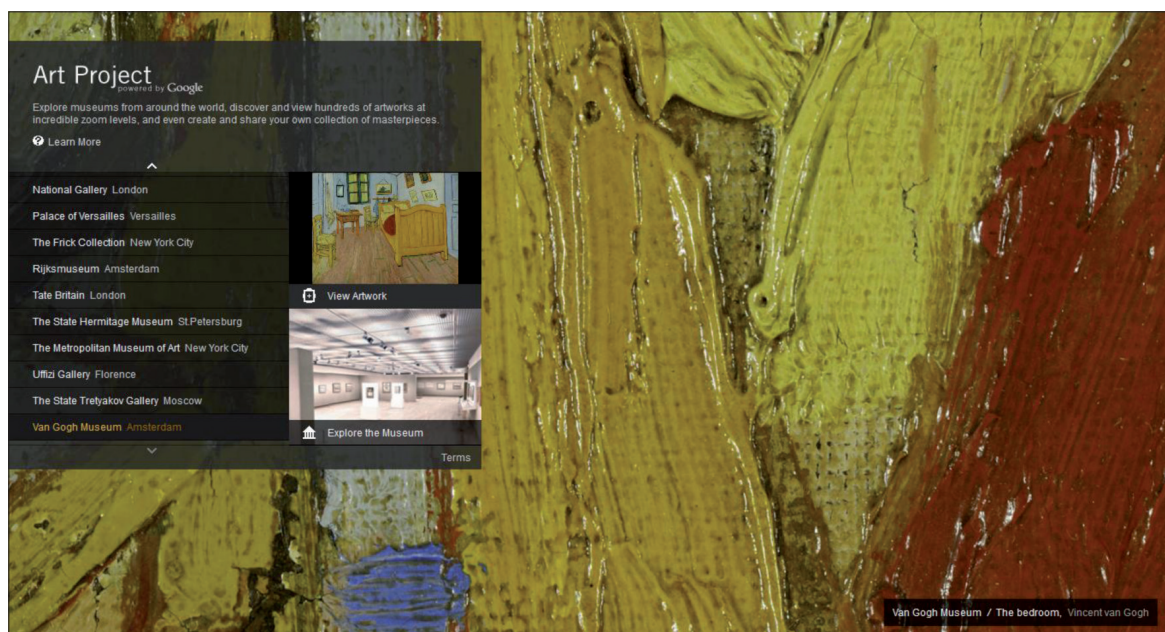 Art Project
powered by Google
Explore museums from around the world, discover and view hundreds of artworks at
incredible zoom levels, and even create and share your own collection of masterpieces.
Learn More
National Gallery London
Palace of Versailles Versailles
The Frick Collection New York City
Rijksmuseum Amsterdam
Tate Britain London
The State Hermitage Museum St.Petersburg
The Metropolitan Museum of Art New York City
Uffizi Gallery Florence
The State Tretyakov Gallery Moscow
Van Gogh Museum Amsterdam
View Artwork
Explore the Museum
Terms
Van Gogh Museum / The bedroom, Vincent van Gogh